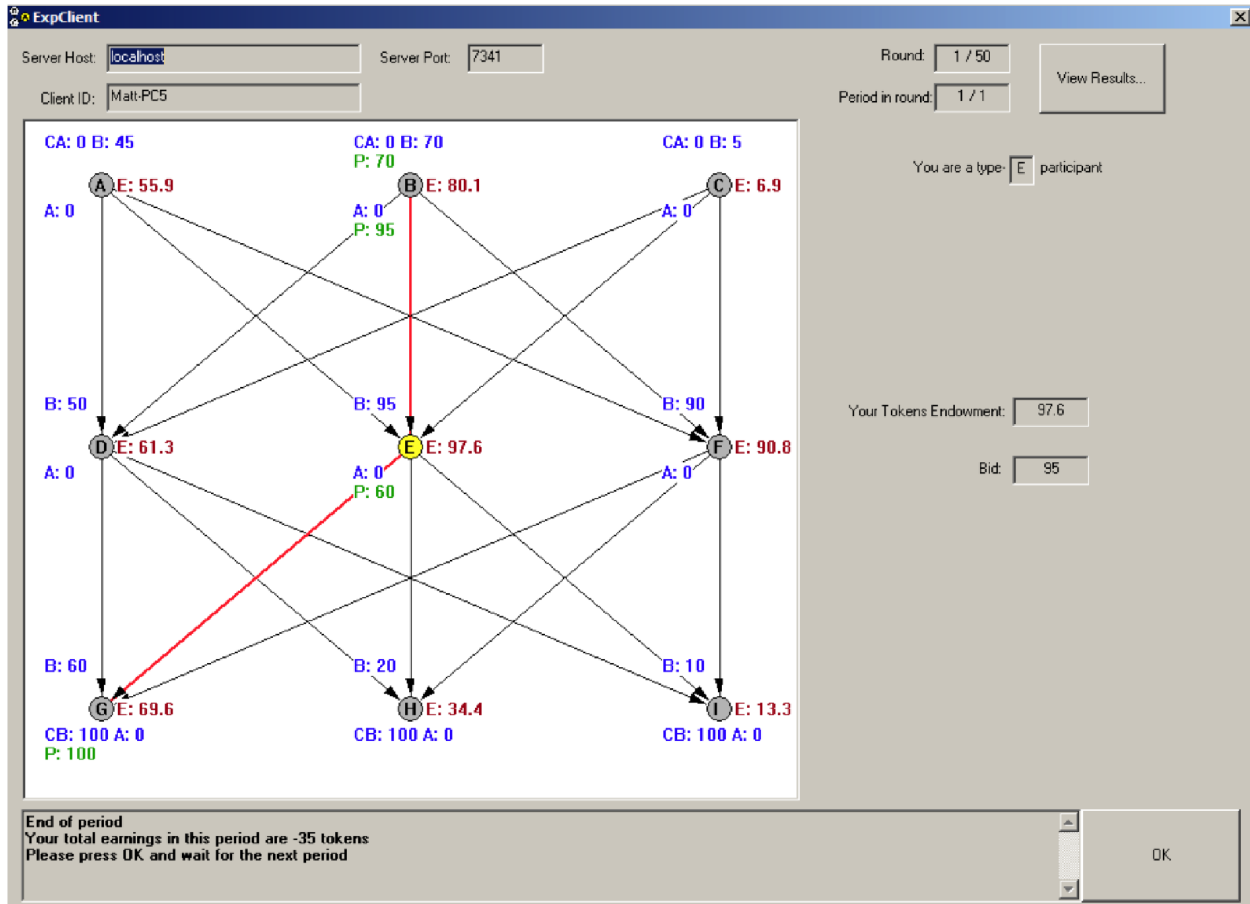 ExpClient
Server Host: localhost Server Port: 7341 Round: 1 / 50 View Results...
Client ID: Matt-PC5 Period in round: 1 / 1
CA: 0 B: 45 CA: 0 B: 70 CA: 0 B: 5
P: 70
You are a type- E participant
A E: 55.9 B E: 80.1 C E: 6.9
A: 0 A: 0 A: 0
P: 95
B: 50 B: 95 B: 90 Your Tokens Endowment: 97.6
D E: 61.3 E E: 97.6 F E: 90.8
A: 0 A: 0 A: 0 Bid: 95
P: 60
B: 60 B: 20 B: 10
G E: 69.6 H E: 34.4 I E: 13.3
CB: 100 A: 0 CB: 100 A: 0 CB: 100 A: 0
P: 100
End of period
Your total earnings in this period are -35 tokens
Please press OK and wait for the next period
OK